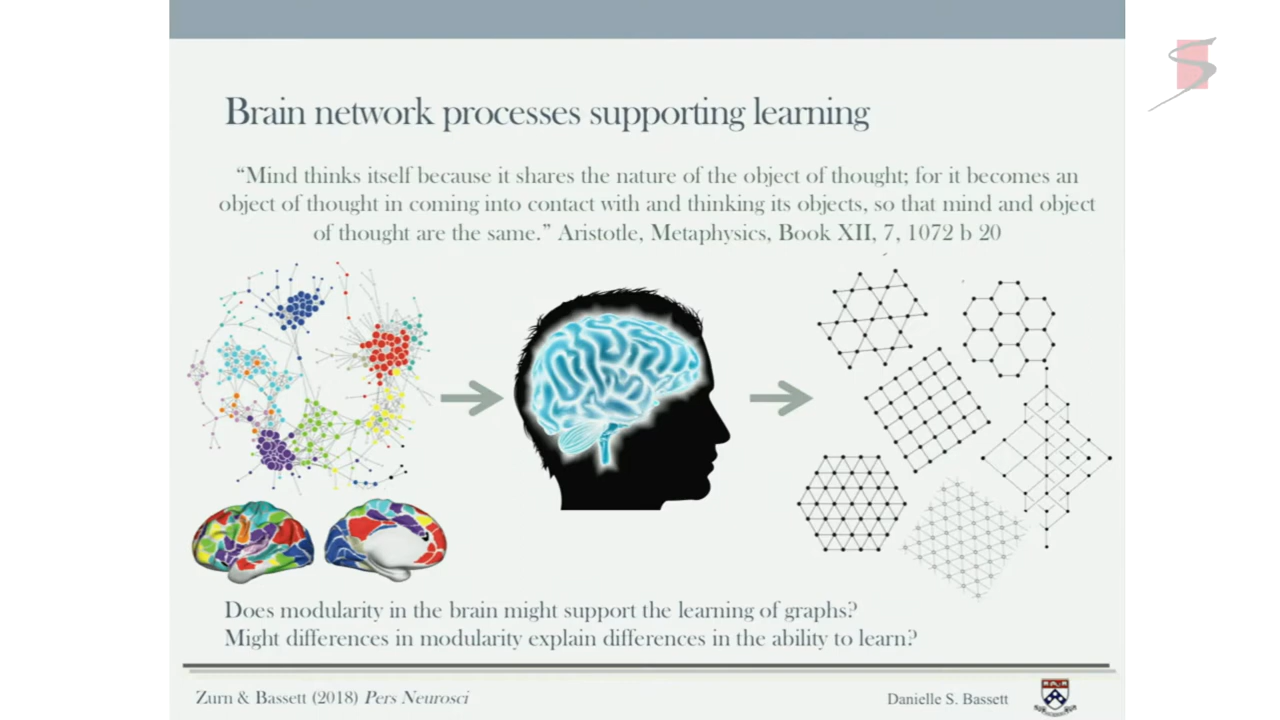 Brain network processes supporting learning
“Mind thinks itself because it shares the nature of the object of thought; for it becomes an
object of thought in coming into contact with and thinking its objects, so that mind and object
of thought are the same.” Aristotle, Metaphysics, Book XII, 7, 1072 b 20
Does modularity in the brain might support the learning of graphs?
Might differences in modularity explain differences in the ability to learn?
Zurn & Bassett (2018) Pers Neurosci
Danielle S. Bassett
S